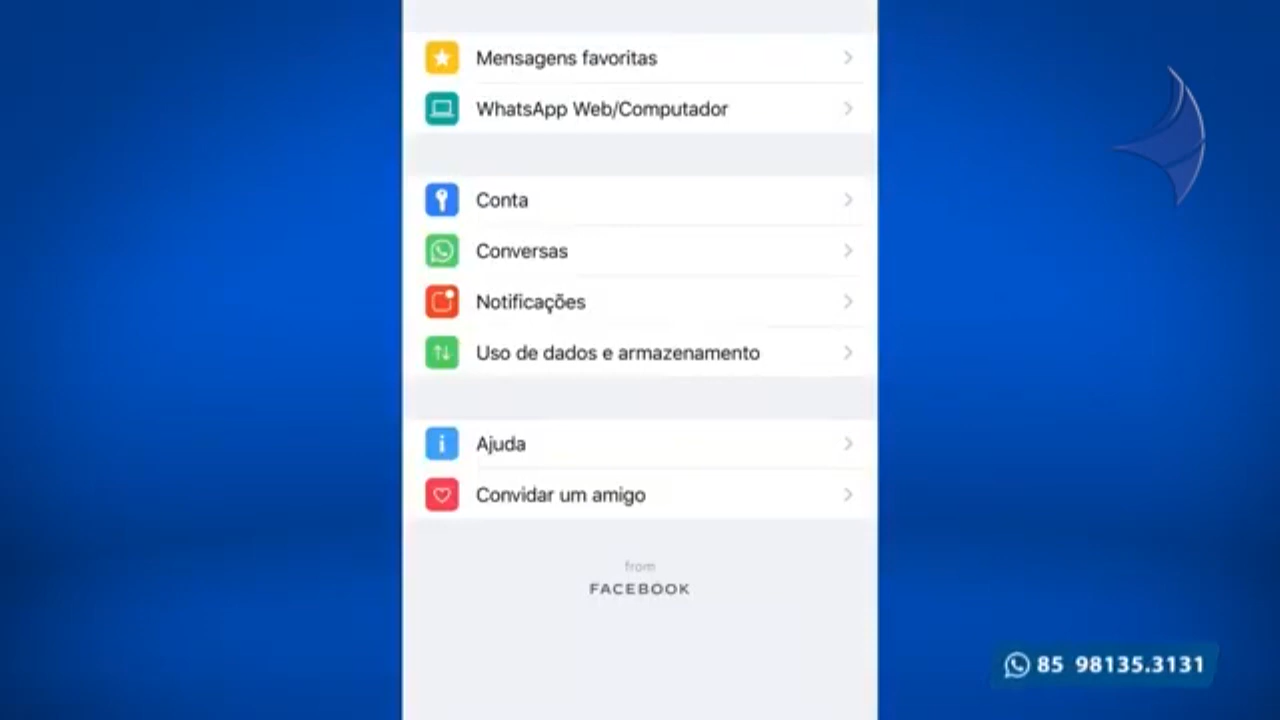 Mensagens favoritas
WhatsApp Web/Computador
Conta
Conversas
Notificações
Uso de dados e armazenamento
Ajuda
Convidar um amigo
from
FACEBOOK
85 98135.3131